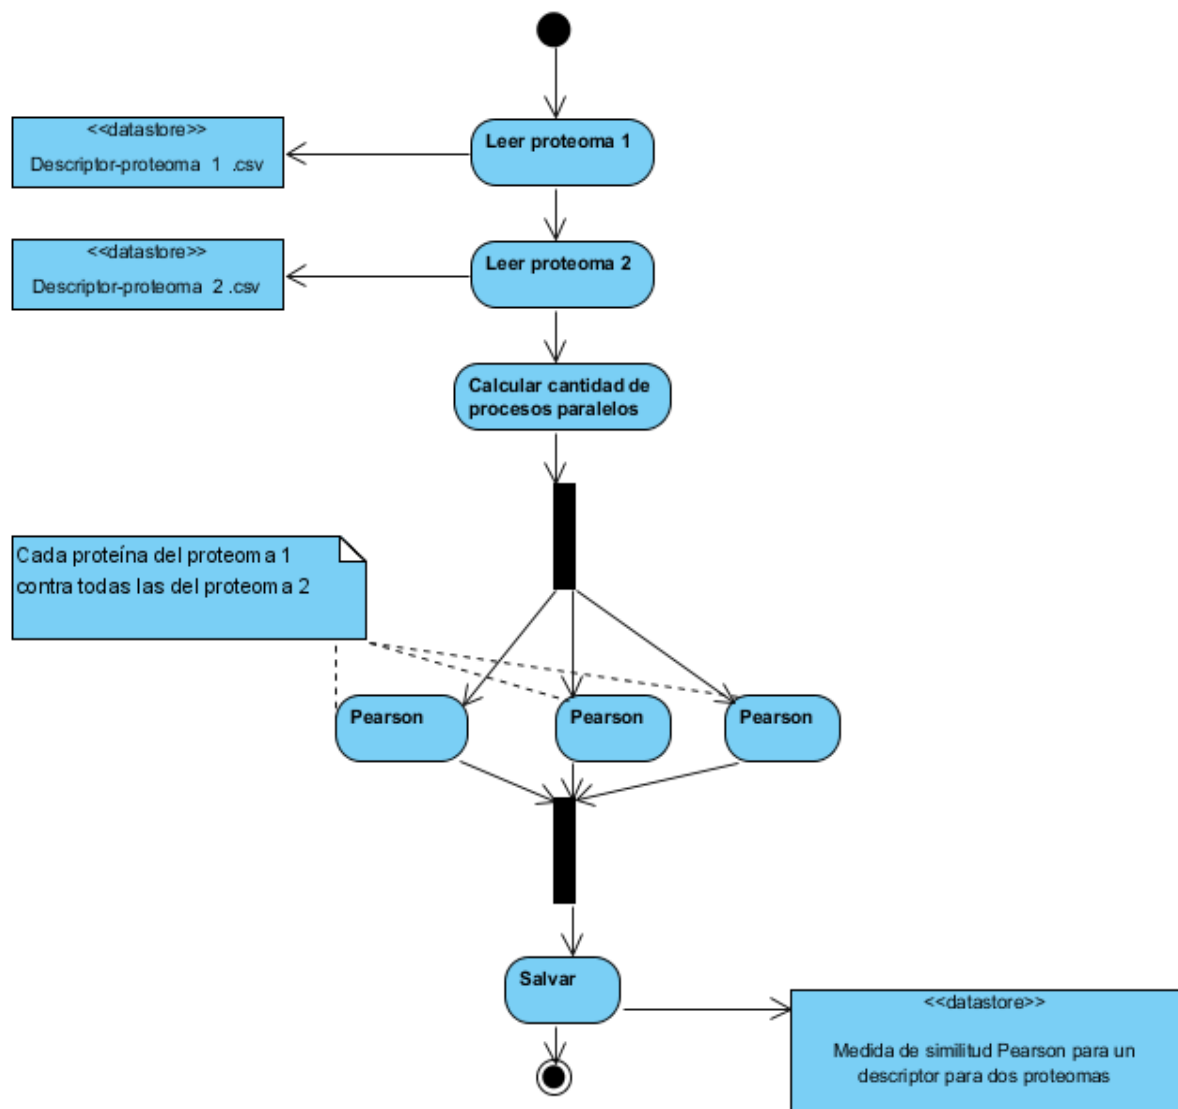 <<datastore>>
Descriptor-proteoma 1 .csv
Leer proteoma 1
<<datastore>>
Descriptor-proteoma 2 .csv
Leer proteoma 2
Calcular cantidad de
procesos paralelos
Cada proteína del proteoma 1
contra todas las del proteoma 2
Pearson
Pearson
Pearson
Salvar
<<datastore>>
Medida de similitud Pearson para un
descriptor para dos proteomas